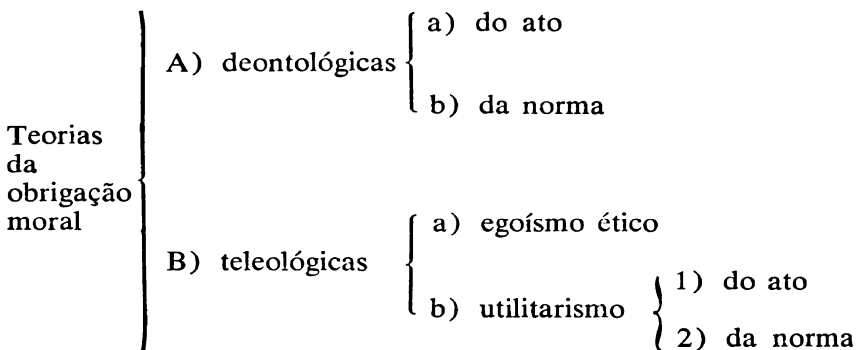 Teorias
da
obrigação
moral
A) deontológicas
a) do ato
b) da norma
B) teleológicas
a) egoísmo ético
b) utilitarismo
1) do ato
2) da norma